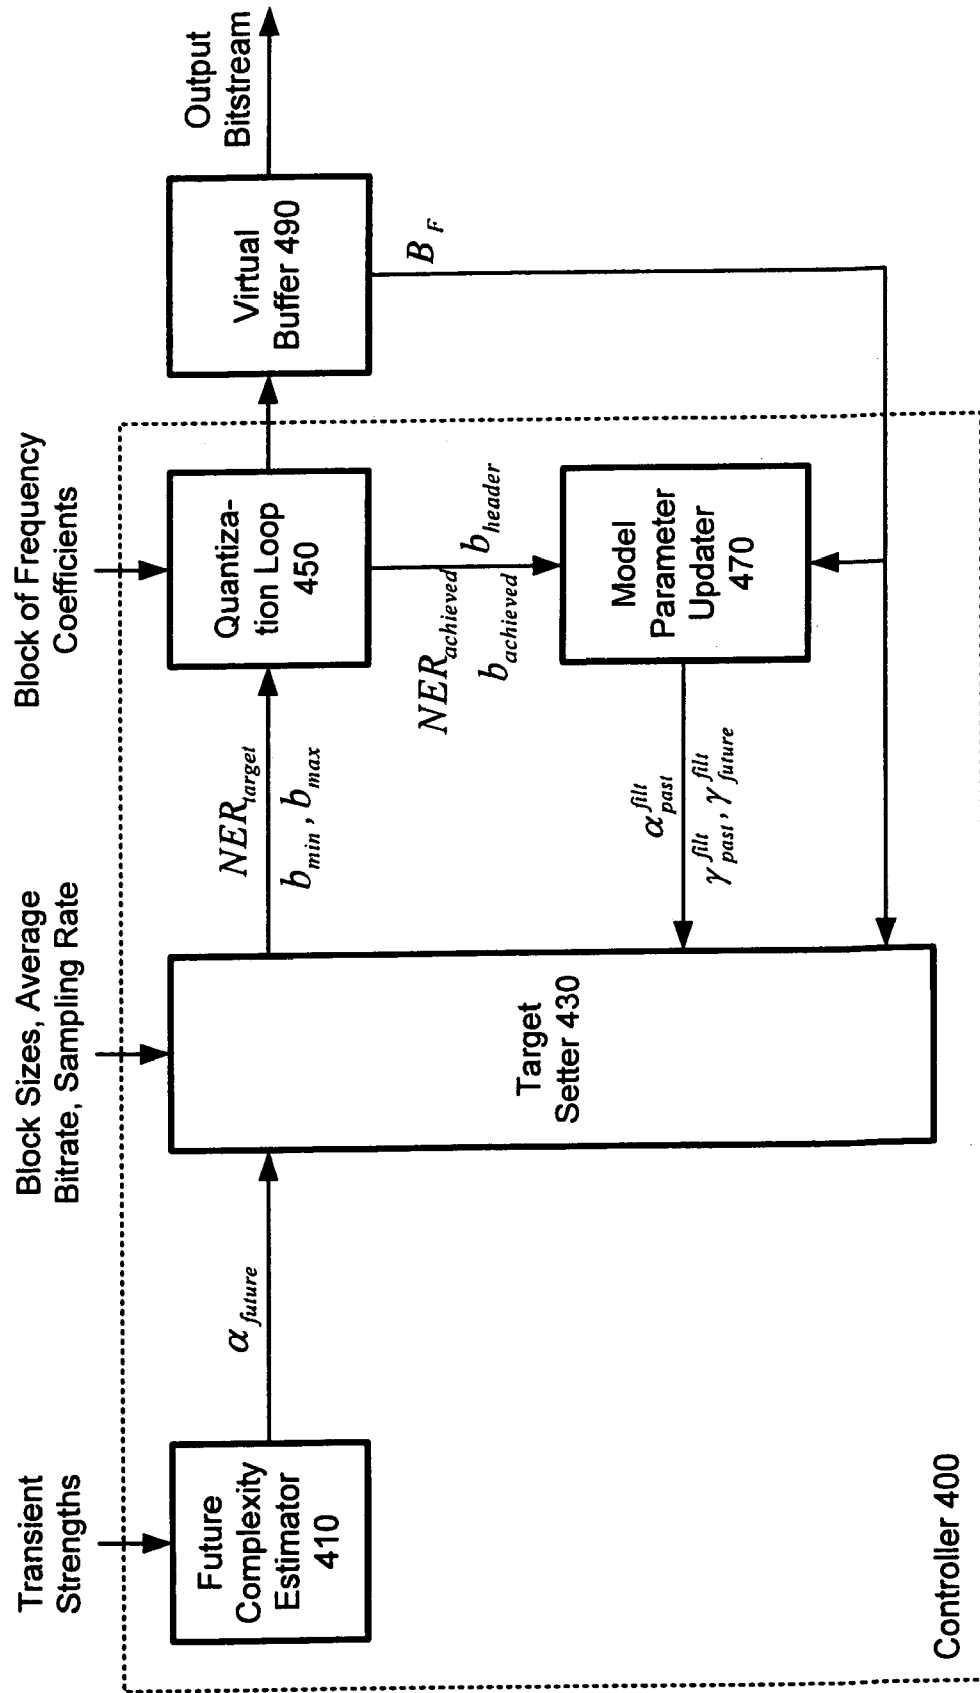 Transient
Strengths
Block Sizes, Average
Bitrate, Sampling Rate
Block of Frequency
Coefficients
Future
Complexity
Estimator
410
α_future
Target
Setter 430
NER_target
b_min, b_max
Quantiza-
tion Loop
450
Virtual
Buffer 490
Output
Bitstream
B_F
NER_achieved
b_achieved
b_header
Model
Parameter
Updater
470
α_past^filt
γ_past^filt, γ_future^filt
Controller 400